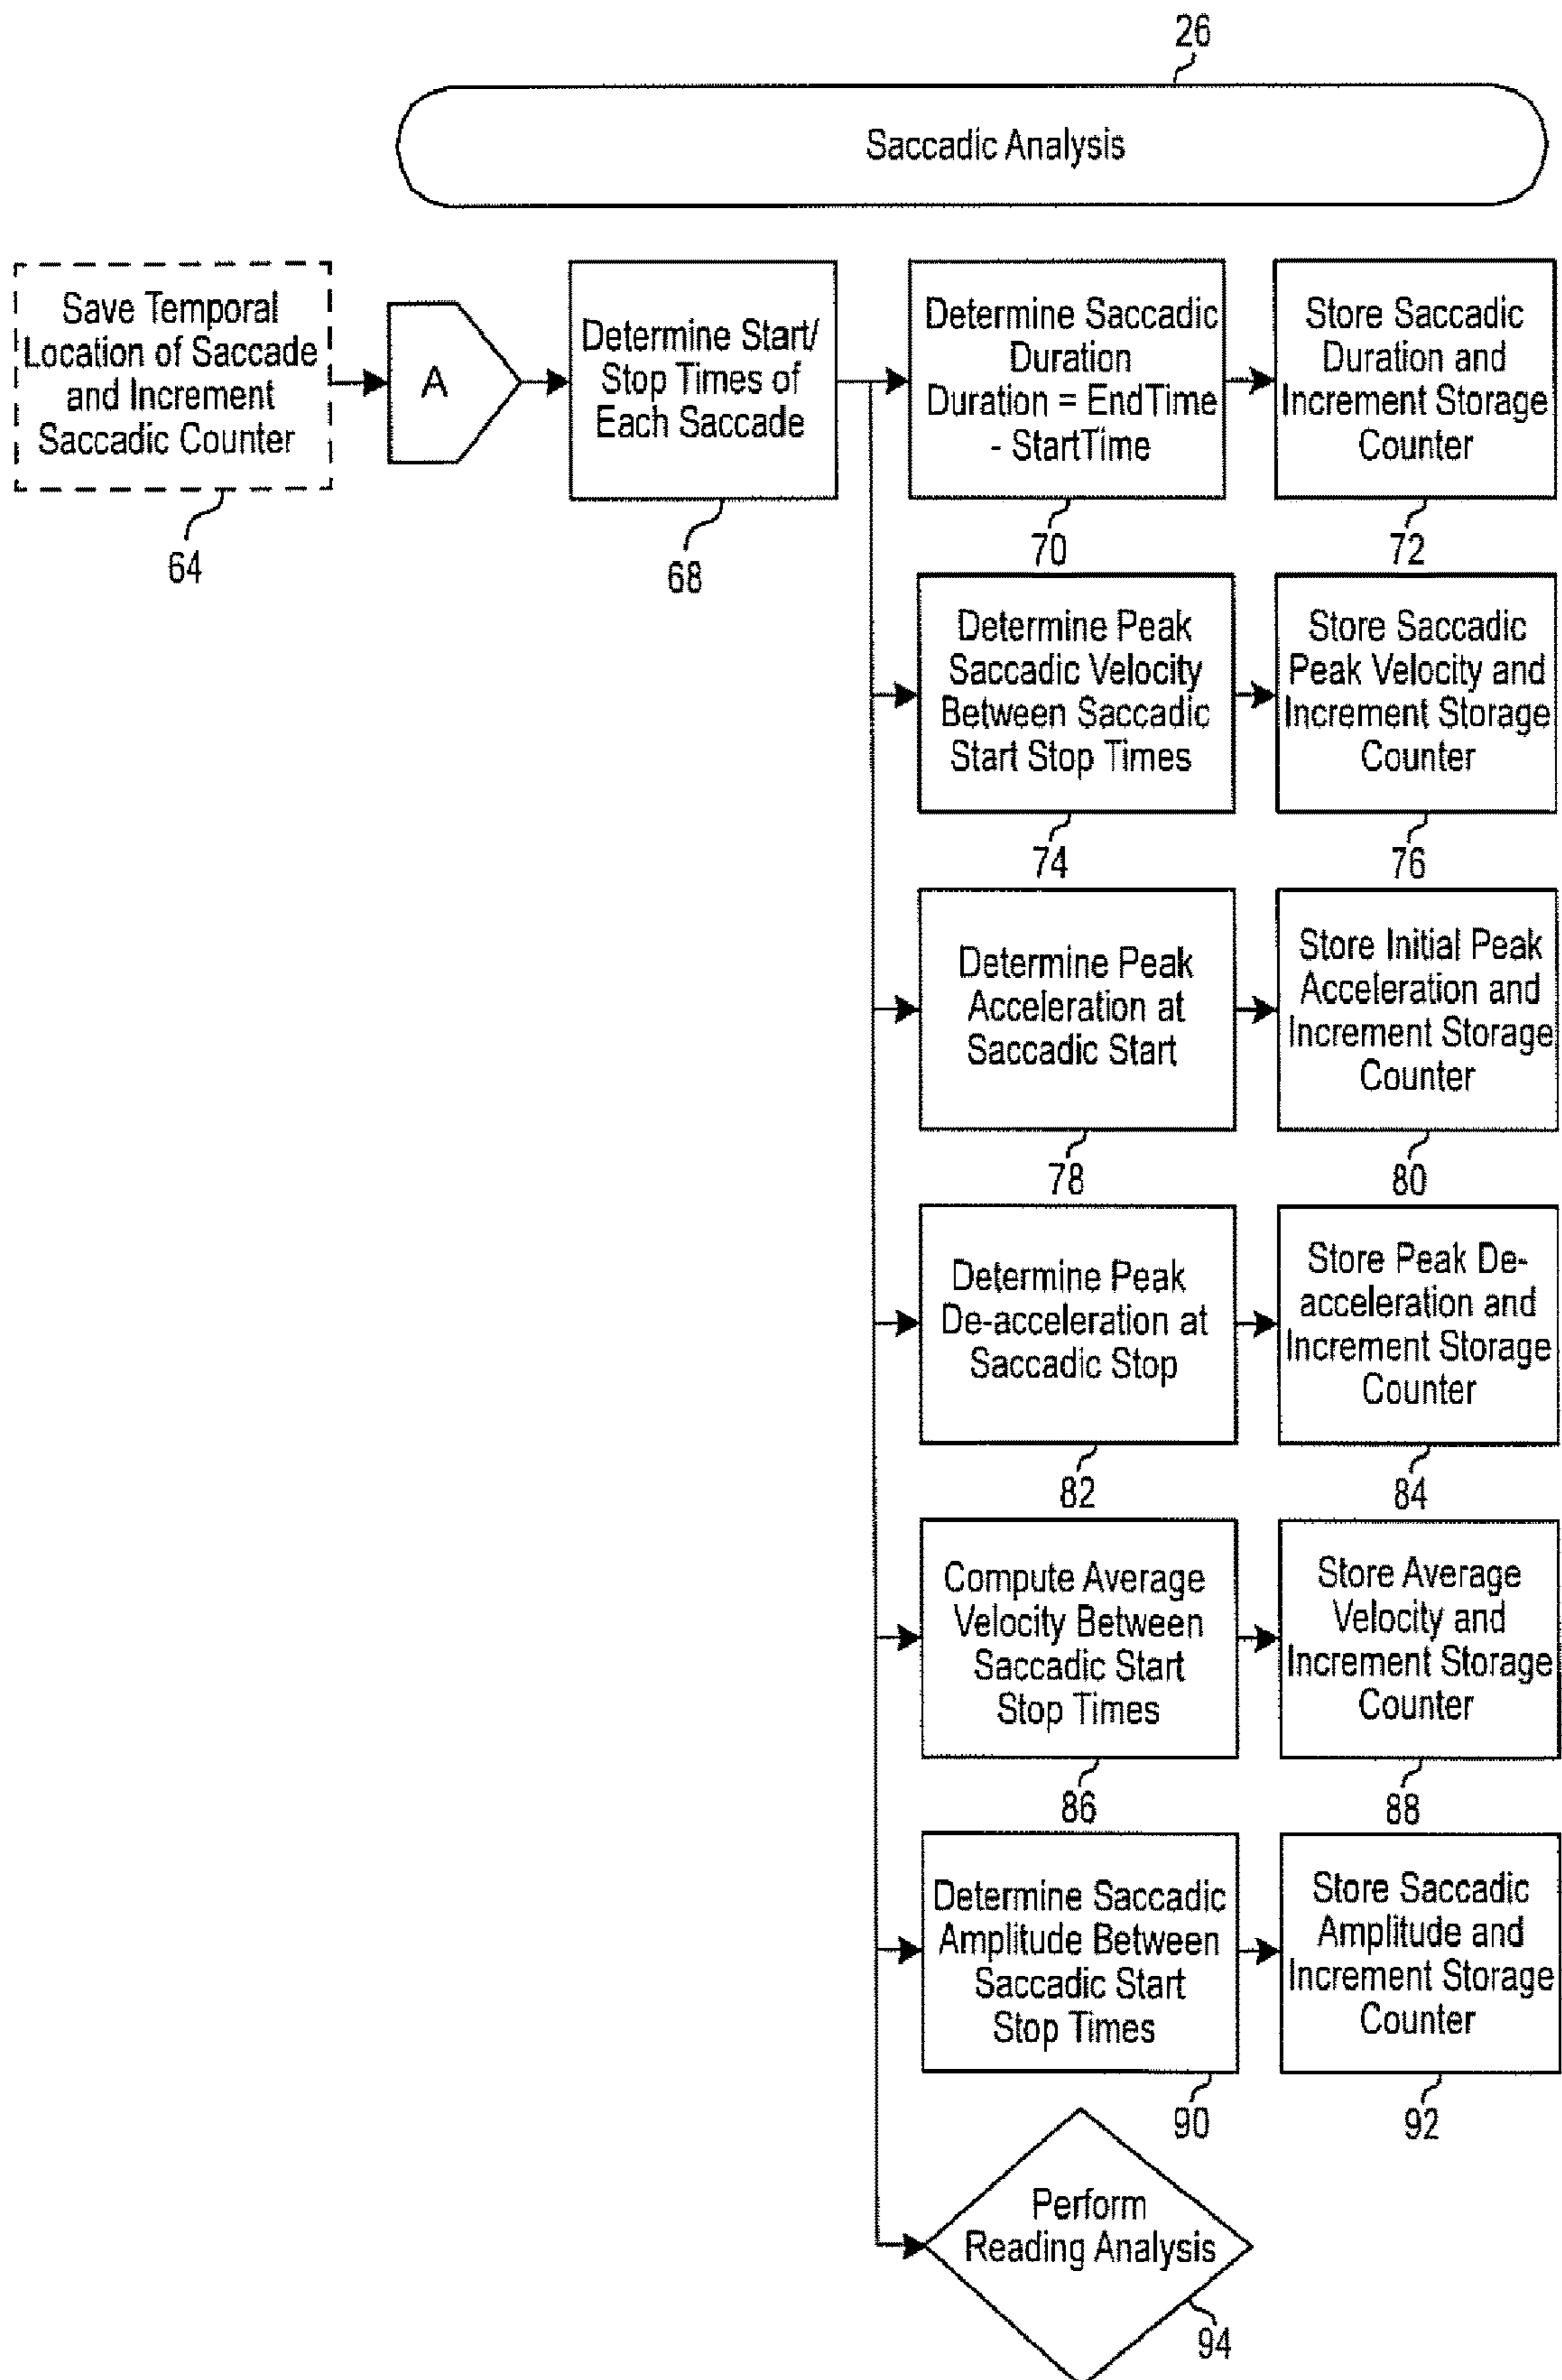 26
Saccadic Analysis
Save Temporal
Location of Saccade
and Increment
Saccadic Counter
64
A
Determine Start/
Stop Times of
Each Saccade
68
Determine Saccadic
Duration
Duration = EndTime
- StartTime
70
Store Saccadic
Duration and
Increment Storage
Counter
72
Determine Peak
Saccadic Velocity
Between Saccadic
Start Stop Times
74
Store Saccadic
Peak Velocity and
Increment Storage
Counter
76
Determine Peak
Acceleration at
Saccadic Start
78
Store Initial Peak
Acceleration and
Increment Storage
Counter
80
Determine Peak
De-acceleration at
Saccadic Stop
82
Store Peak De-
acceleration and
Increment Storage
Counter
84
Compute Average
Velocity Between
Saccadic Start
Stop Times
86
Store Average
Velocity and
Increment Storage
Counter
88
Determine Saccadic
Amplitude Between
Saccadic Start
Stop Times
90
Store Saccadic
Amplitude and
Increment Storage
Counter
92
Perform
Reading Analysis
94